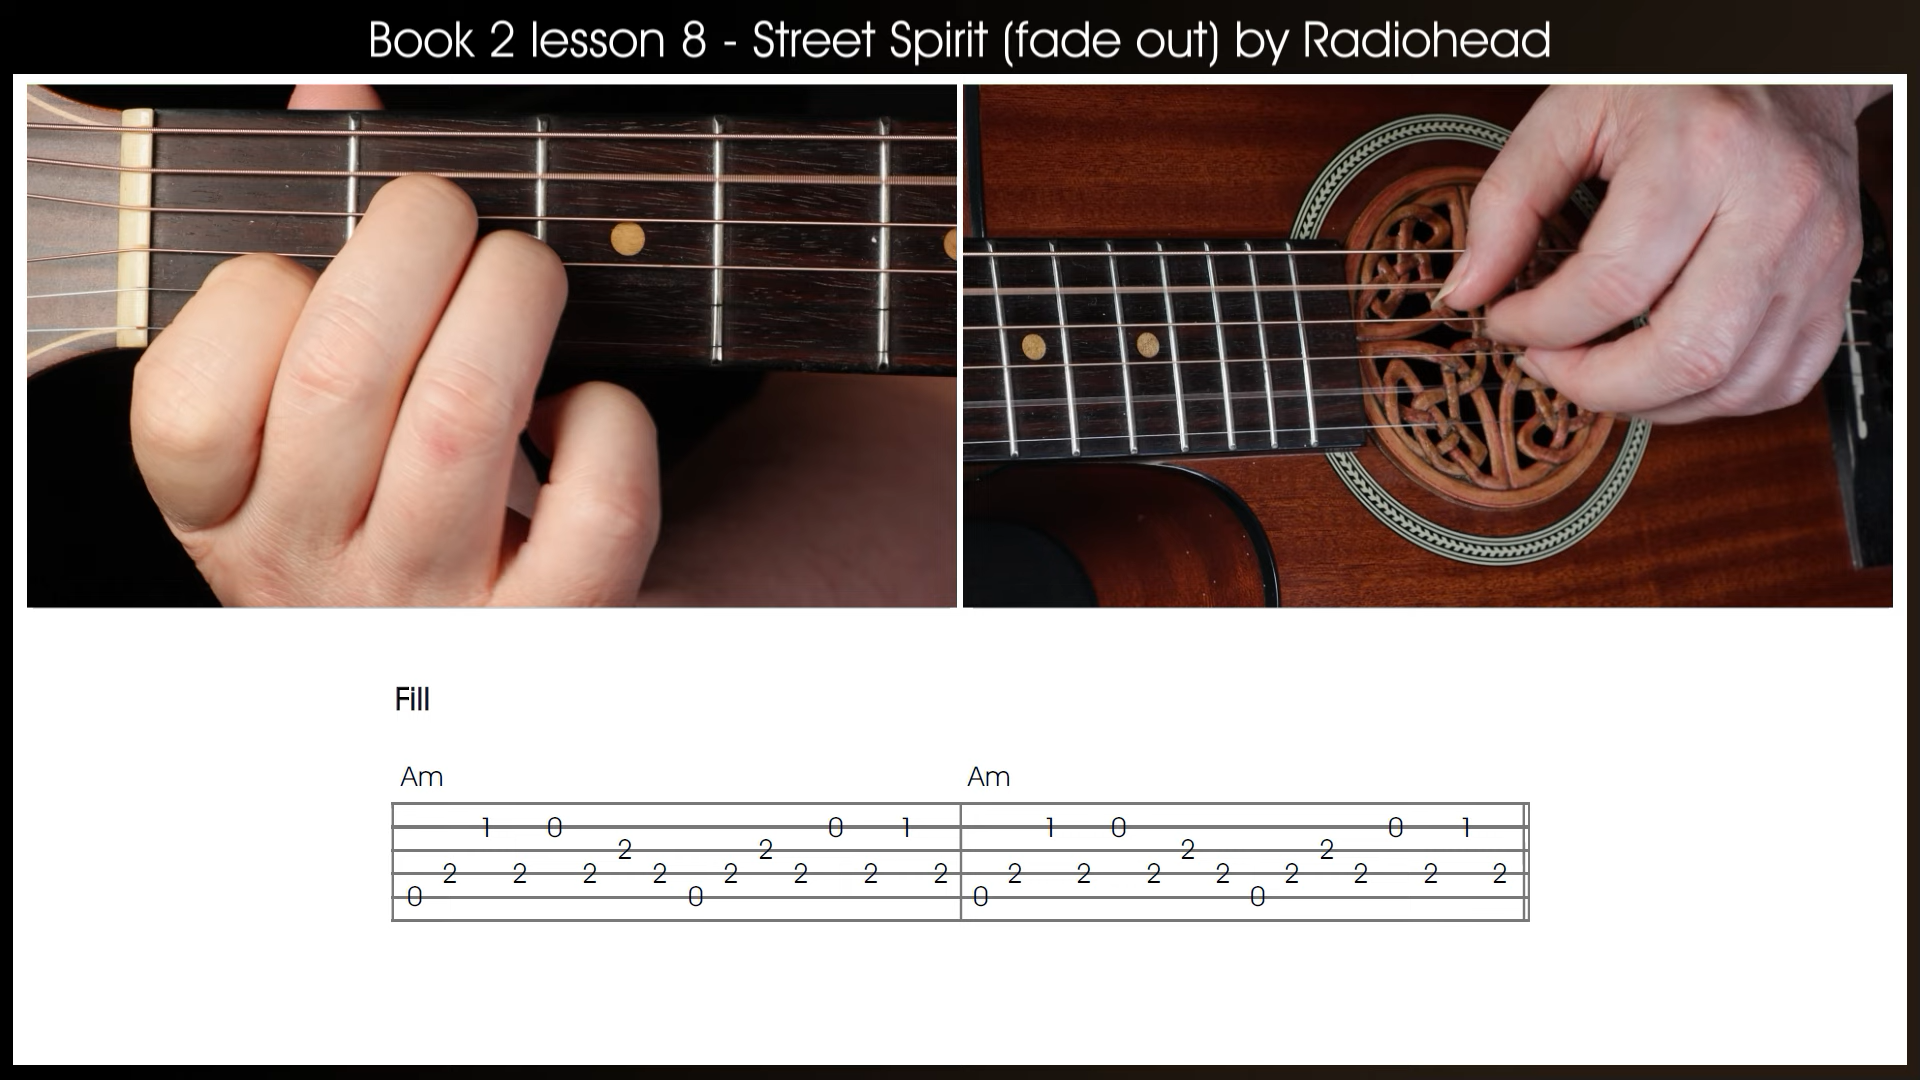 Book 2 lesson 8 - Street Spirit (fade out) by Radiohead
Fill
Am Am
1 0 0 1 1 0 0 1
2 2 2 2
2 2 2 2 2 2 2 2 2 2 2 2 2 2
0 0 0 0